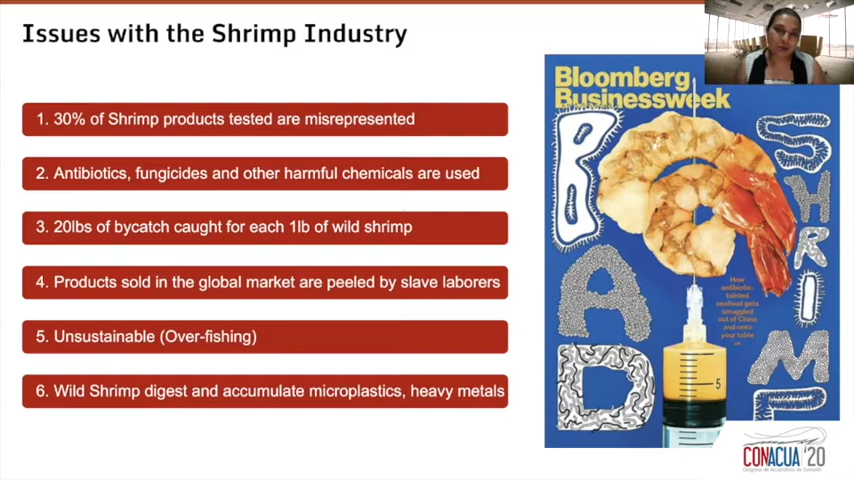 Issues with the Shrimp Industry
1. 30% of Shrimp products tested are misrepresented
2. Antibiotics, fungicides and other harmful chemicals are used
3. 20lbs of bycatch caught for each 1lb of wild shrimp
4. Products sold in the global market are peeled by slave laborers
5. Unsustainable (Over-fishing)
6. Wild Shrimp digest and accumulate microplastics, heavy metals
Bloomberg
Businessweek
BAD
SHRIMP
How
antibiotic-
tainted
seafood gets
smuggled
out of China
and onto
your table
5
CONACUA '20